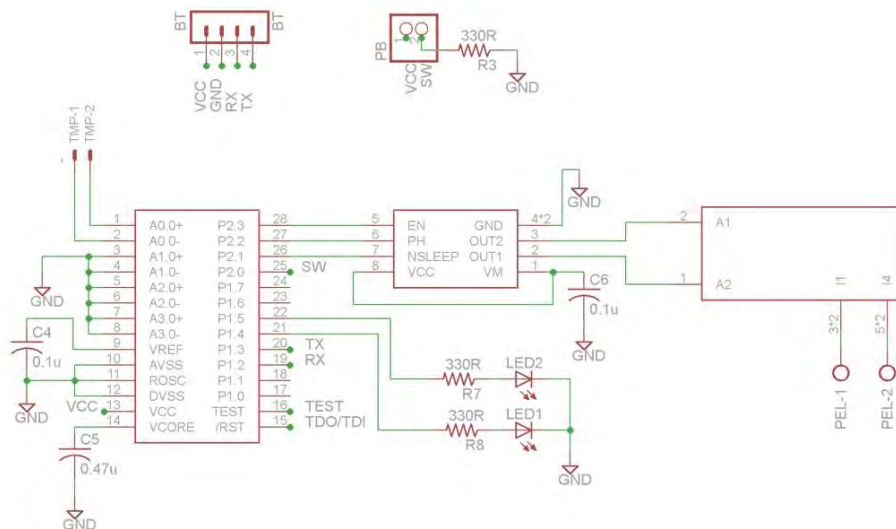 BT
BT
1
2
3
4
VCC
GND
RX
TX
PB
1
2
VCC
SW
330R
R3
GND
TMP-1
TMP-2
1 A0.0+ P2.3 28
2 A0.0- P2.2 27
3 A1.0+ P2.1 26
4 A1.0- P2.0 25 SW
5 A2.0+ P1.7 24
6 A2.0- P1.6 23
7 A3.0+ P1.5 22
8 A3.0- P1.4 21
9 VREF P1.3 20 TX
10 AVSS P1.2 19 RX
11 ROSC P1.1 18
12 DVSS P1.0 17
VCC 13 VCC TEST 16 TEST
14 VCORE /RST 15 TDO/TDI
GND
C4
0.1u
GND
C5
0.47u
GND
5 EN GND 4*2
6 PH OUT2 3
7 NSLEEP OUT1 2
8 VCC VM 1
GND
C6
0.1u
GND
2 A1
1 A2
I1
I4
3*2
5*2
PEL-1
PEL-2
330R LED2
R7
330R LED1
R8
GND